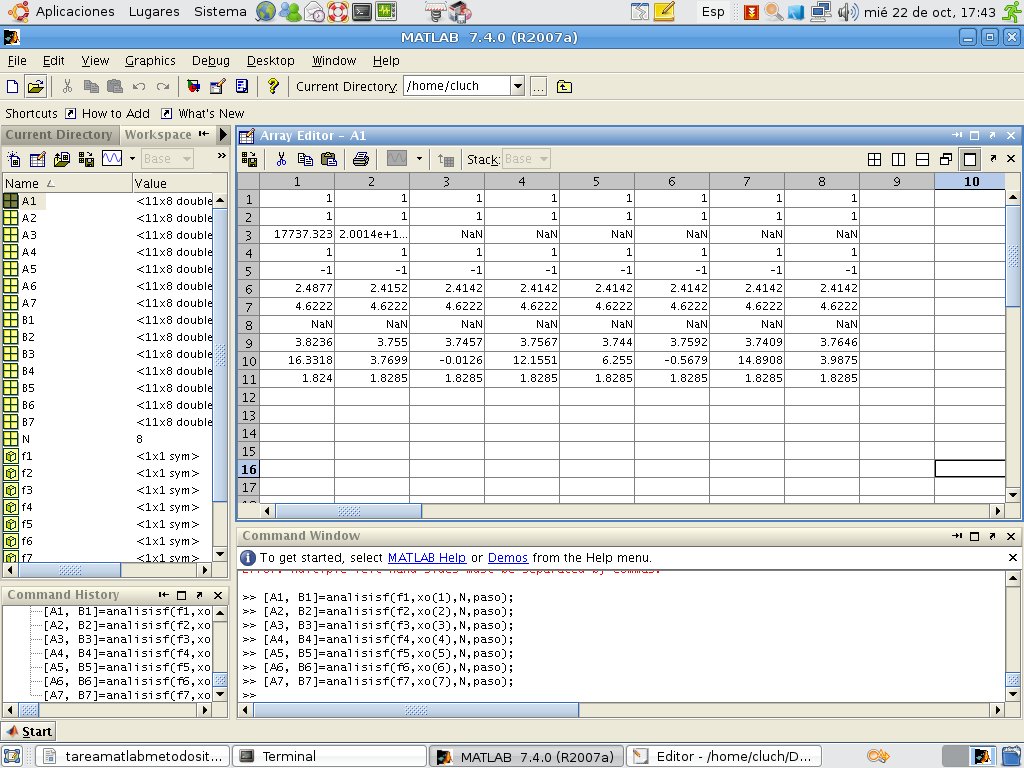 Aplicaciones Lugares Sistema Esp mié 22 de oct, 17:43
MATLAB 7.4.0 (R2007a)
File Edit View Graphics Debug Desktop Window Help
Current Directory: /home/cluch ...
Shortcuts How to Add What's New
Current Directory Workspace
Base »
Name Value
A1 <11x8 double
A2 <11x8 double
A3 <11x8 double
A4 <11x8 double
A5 <11x8 double
A6 <11x8 double
A7 <11x8 double
B1 <11x8 double
B2 <11x8 double
B3 <11x8 double
B4 <11x8 double
B5 <11x8 double
B6 <11x8 double
B7 <11x8 double
N 8
f1 <1x1 sym>
f2 <1x1 sym>
f3 <1x1 sym>
f4 <1x1 sym>
f5 <1x1 sym>
f6 <1x1 sym>
f7 <1x1 sym>
Array Editor - A1
Stack: Base
1 2 3 4 5 6 7 8 9 10
1 1 1 1 1 1 1 1 1
2 1 1 1 1 1 1 1 1
3 17737.323 2.0014e+1... NaN NaN NaN NaN NaN NaN
4 1 1 1 1 1 1 1 1
5 -1 -1 -1 -1 -1 -1 -1 -1
6 2.4877 2.4152 2.4142 2.4142 2.4142 2.4142 2.4142 2.4142
7 4.6222 4.6222 4.6222 4.6222 4.6222 4.6222 4.6222 4.6222
8 NaN NaN NaN NaN NaN NaN NaN NaN
9 3.8236 3.755 3.7457 3.7567 3.744 3.7592 3.7409 3.7646
10 16.3318 3.7699 -0.0126 12.1551 6.255 -0.5679 14.8908 3.9875
11 1.824 1.8285 1.8285 1.8285 1.8285 1.8285 1.8285 1.8285
12
13
14
15
16
17
Command Window
To get started, select MATLAB Help or Demos from the Help menu.
Error: Multiple left-hand sides must be separated by commas.
>> [A1, B1]=analisisf(f1,xo(1),N,paso);
>> [A2, B2]=analisisf(f2,xo(2),N,paso);
>> [A3, B3]=analisisf(f3,xo(3),N,paso);
>> [A4, B4]=analisisf(f4,xo(4),N,paso);
>> [A5, B5]=analisisf(f5,xo(5),N,paso);
>> [A6, B6]=analisisf(f6,xo(6),N,paso);
>> [A7, B7]=analisisf(f7,xo(7),N,paso);
>>
Command History
[A1, B1]=analisisf(f1,xo
[A2, B2]=analisisf(f2,xo
[A3, B3]=analisisf(f3,xo
[A4, B4]=analisisf(f4,xo
[A5, B5]=analisisf(f5,xo
[A6, B6]=analisisf(f6,xo
[A7, B7]=analisisf(f7,xo
Start
tareamatlabmetodosit... Terminal MATLAB 7.4.0 (R2007a) Editor - /home/cluch/D...